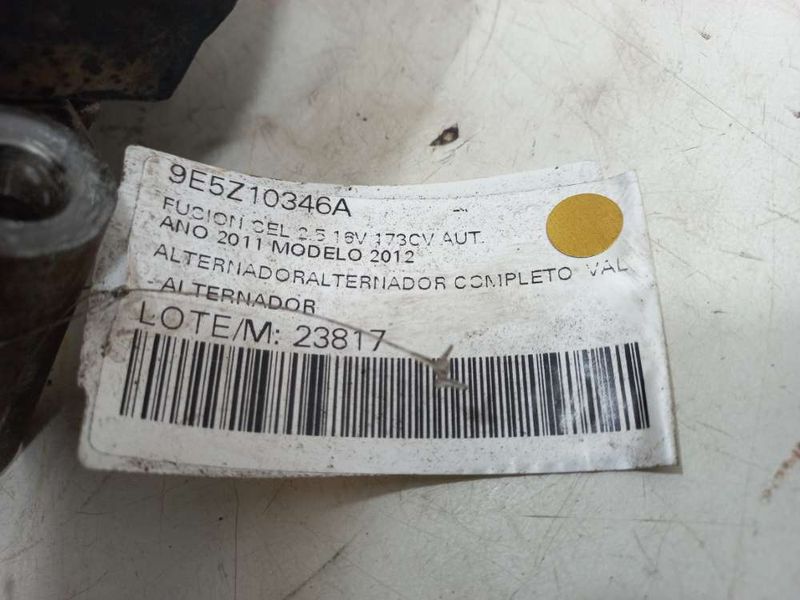 9E5Z10346A
FUSION SEL 2.5 16V 173CV AUT.
ANO 2011 MODELO 2012
ALTERNADORALTERNADOR COMPLETO VAL
- ALTERNADOR
LOTE/M: 23817